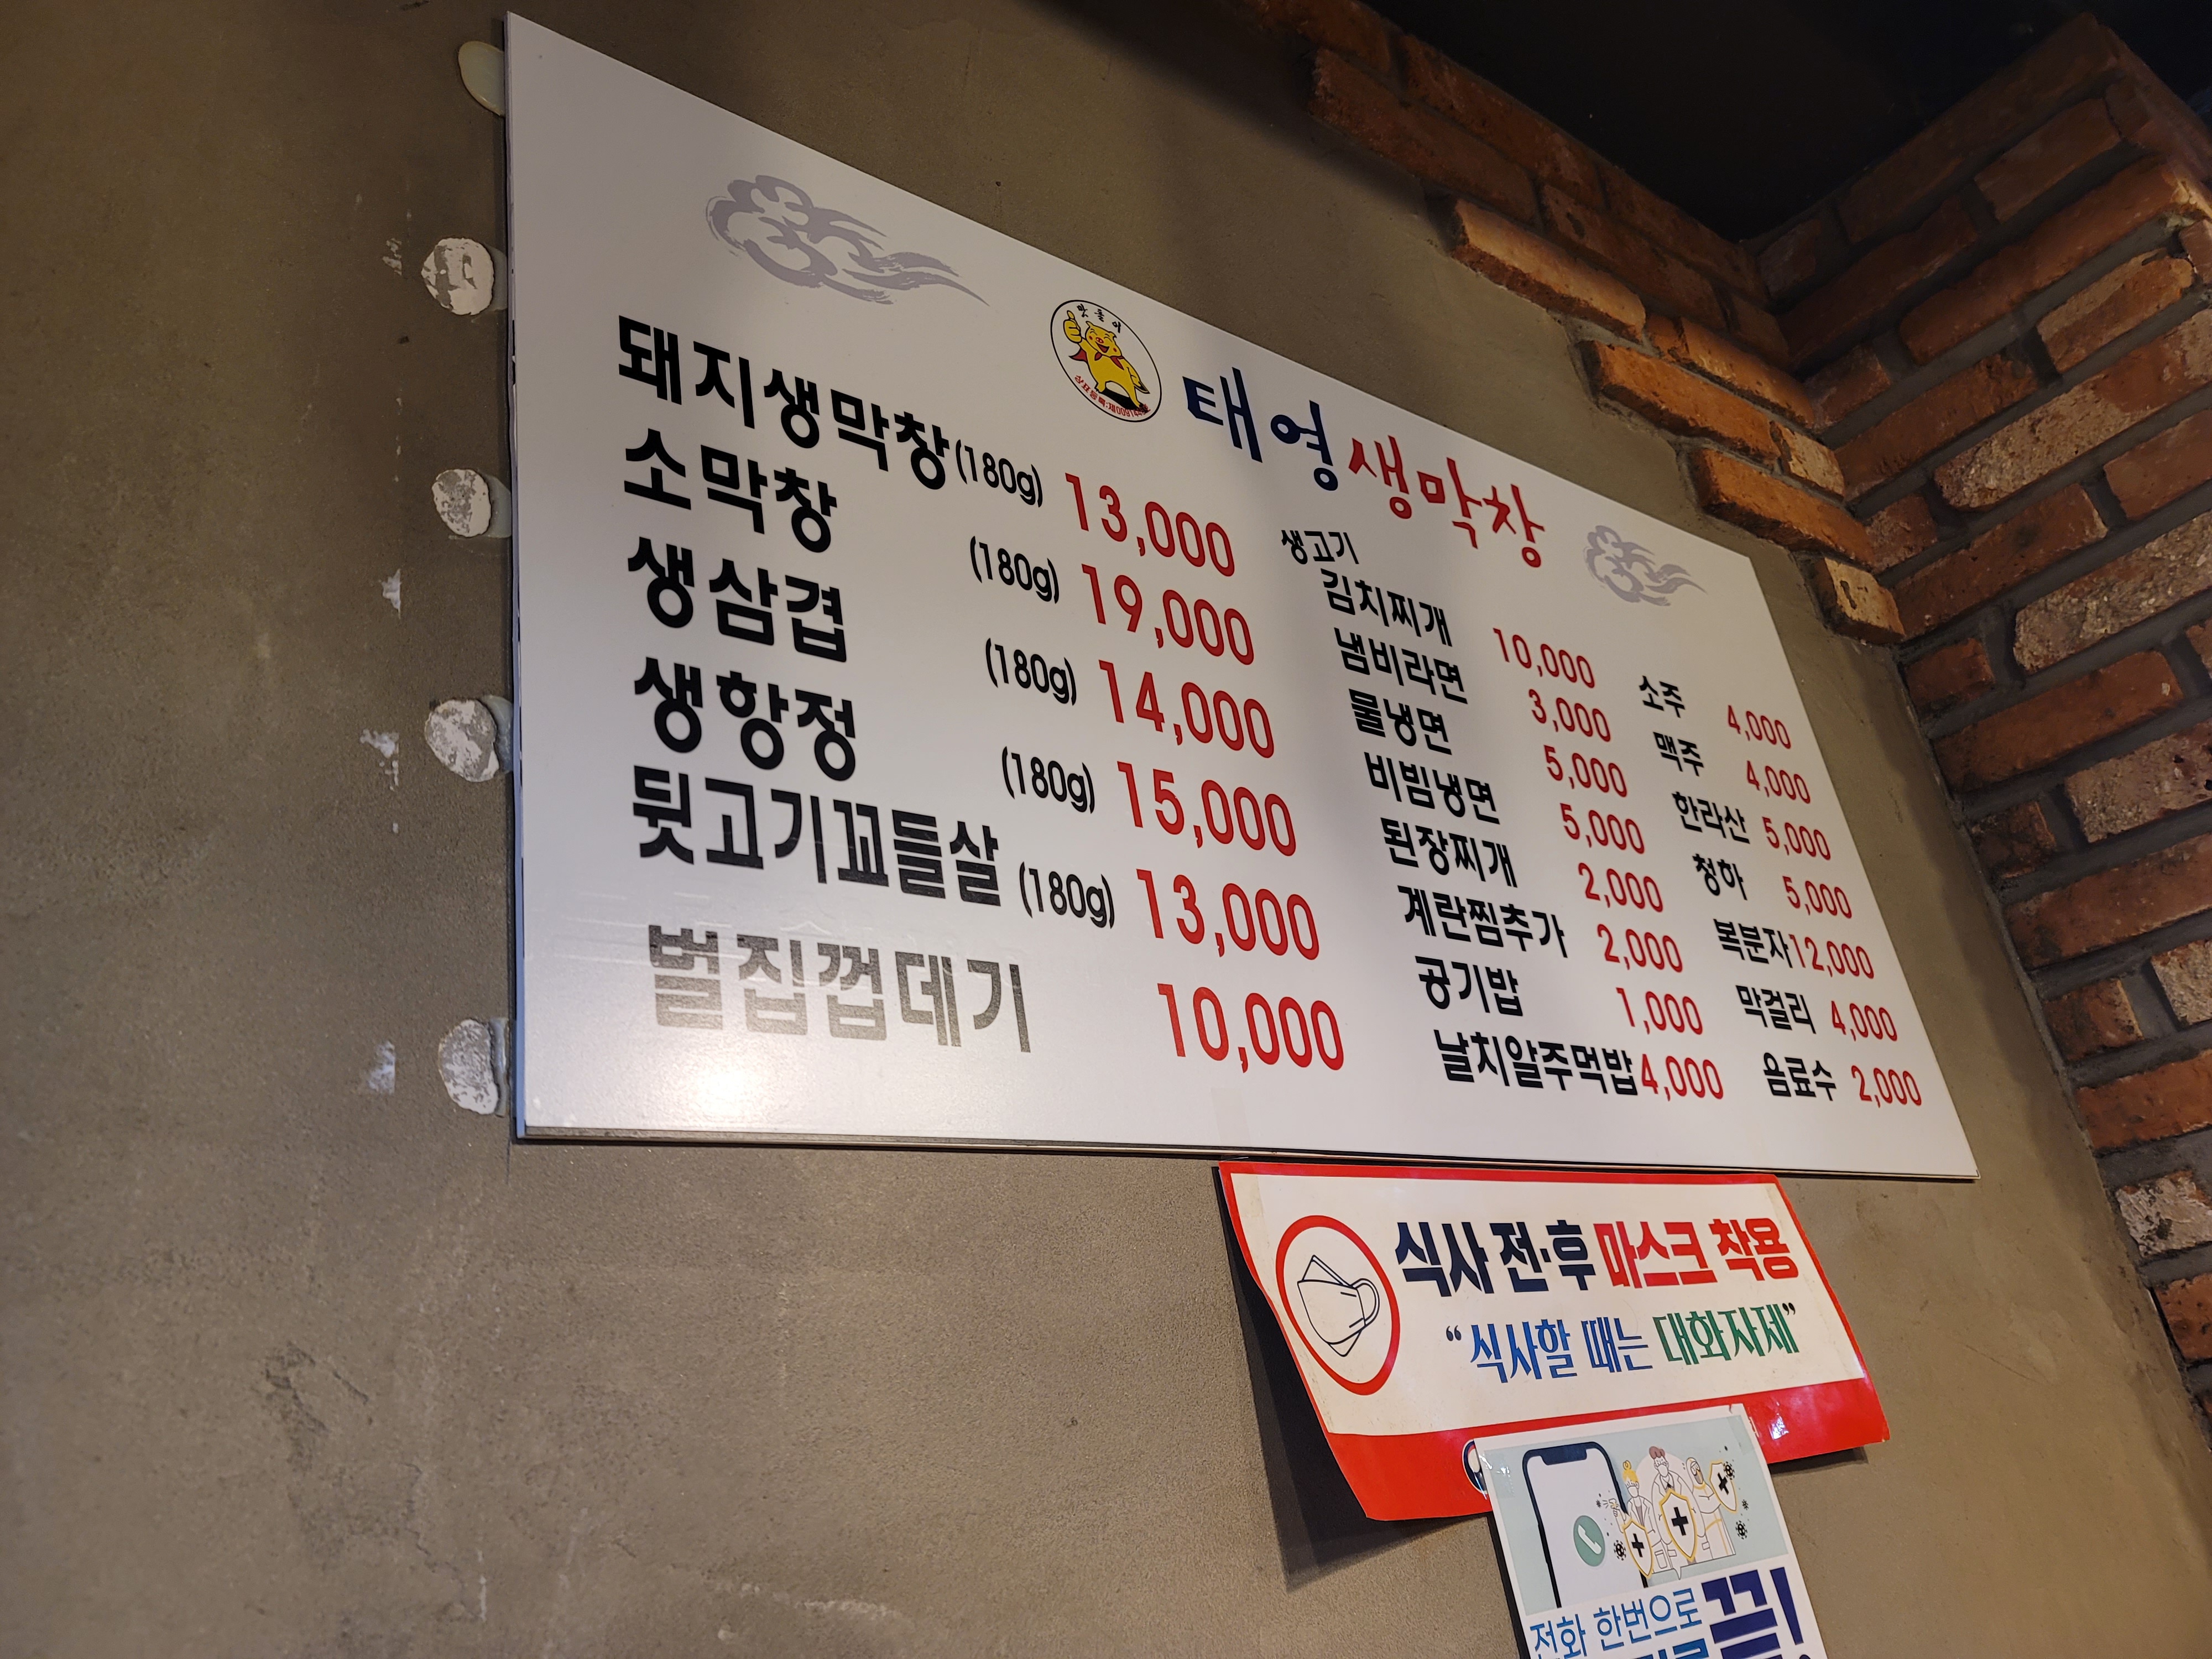 맛돌이
태영생막창
돼지생막창(180g) 13,000
소막창 (180g) 19,000
생삼겹 (180g) 14,000
생항정 (180g) 15,000
뒷고기꼬들살 (180g) 13,000
벌집껍데기 10,000
생고기
김치찌개 10,000
냄비라면 3,000
물냉면 5,000
비빔냉면 5,000
된장찌개 2,000
계란찜추가 2,000
공기밥 1,000
날치알주먹밥 4,000
소주 4,000
맥주 4,000
한라산 5,000
청하 5,000
복분자 12,000
막걸리 4,000
음료수 2,000
식사 전·후 마스크 착용
“식사할 때는 대화자제”
전화 한번으로
끝!